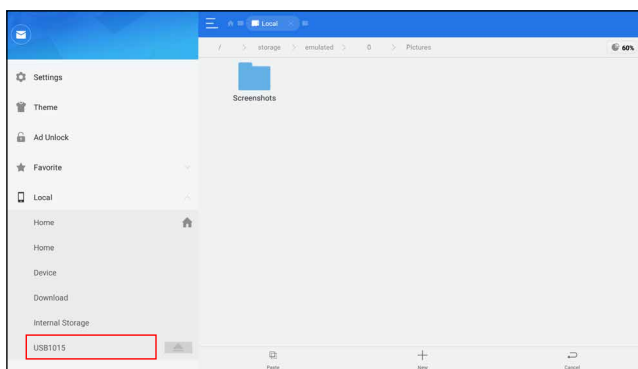 Local
/ > storage > emulated > 0 > Pictures
60%
Screenshots
Settings
Theme
Ad Unlock
Favorite
Local
Home
Home
Device
Download
Internal Storage
USB1015
Paste
New
Cancel